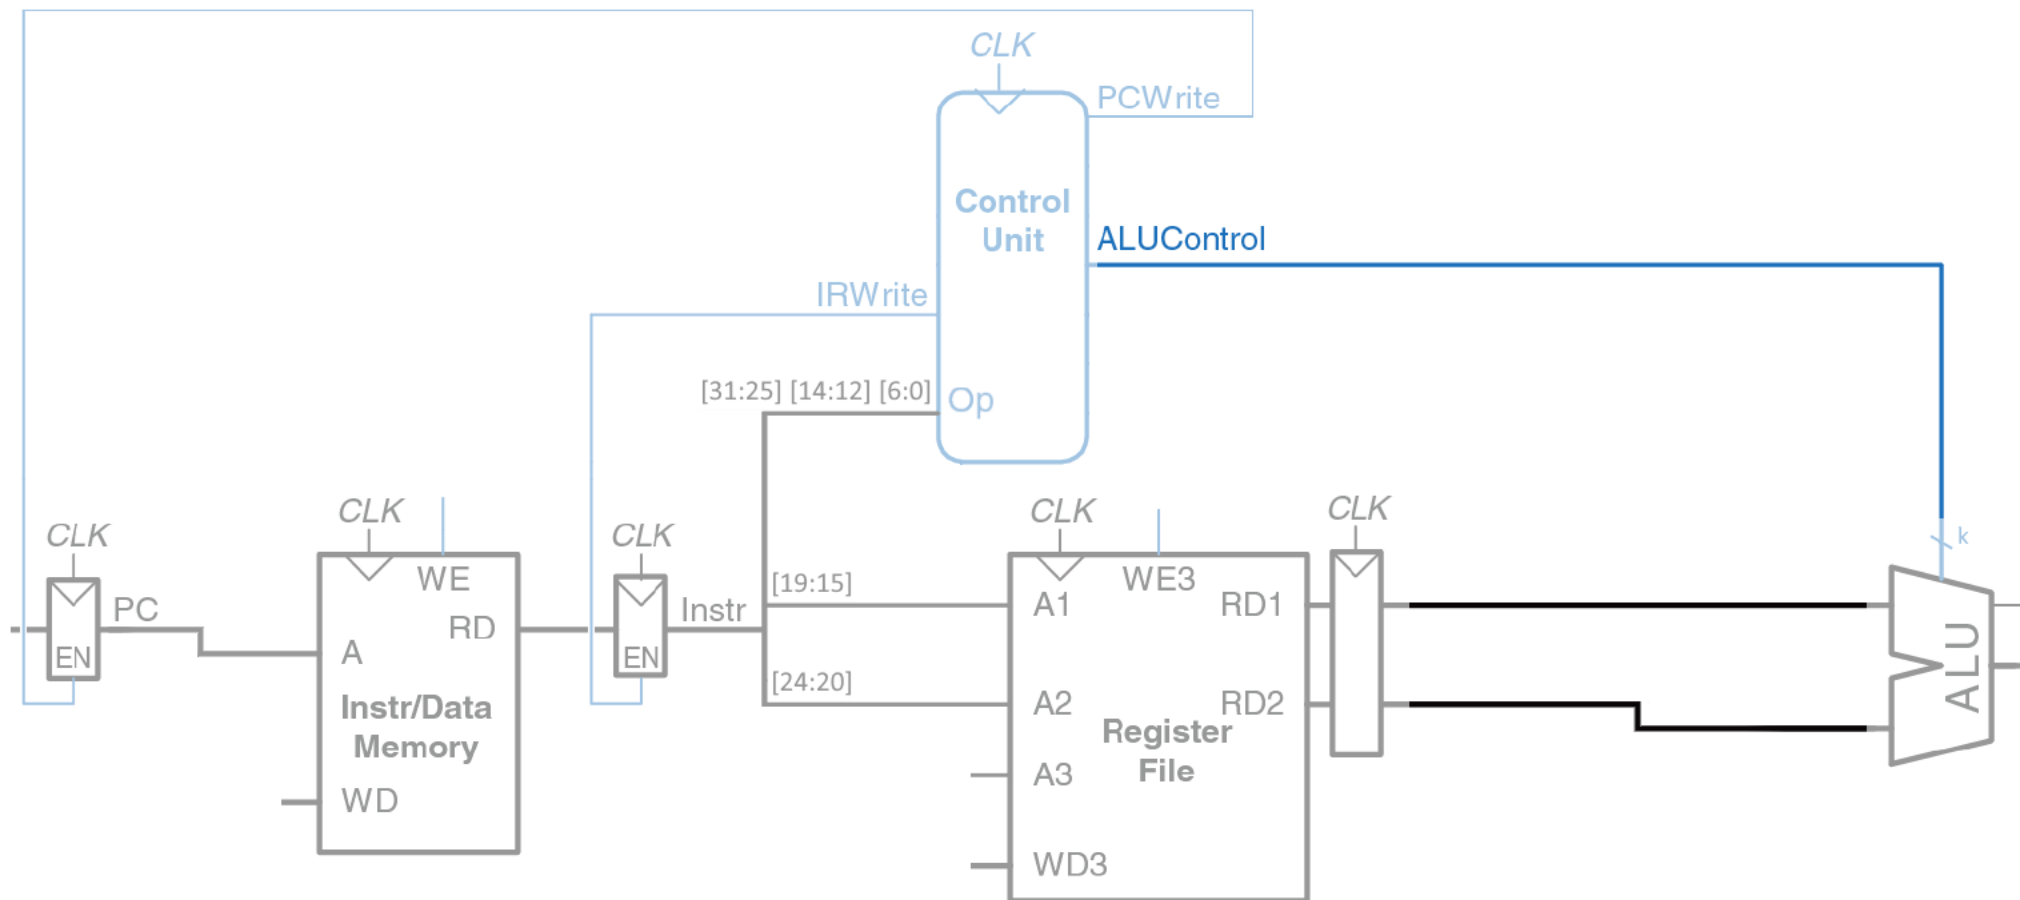 CLK
PCWrite
Control
Unit
ALUControl
IRWrite
[31:25] [14:12] [6:0]
Op
CLK
CLK
CLK
CLK
CLK
k
WE
[19:15]
WE3
PC
RD
Instr
A1
RD1
EN
A
EN
ALU
[24:20]
Instr/Data
Memory
A2
RD2
Register
File
A3
WD
WD3